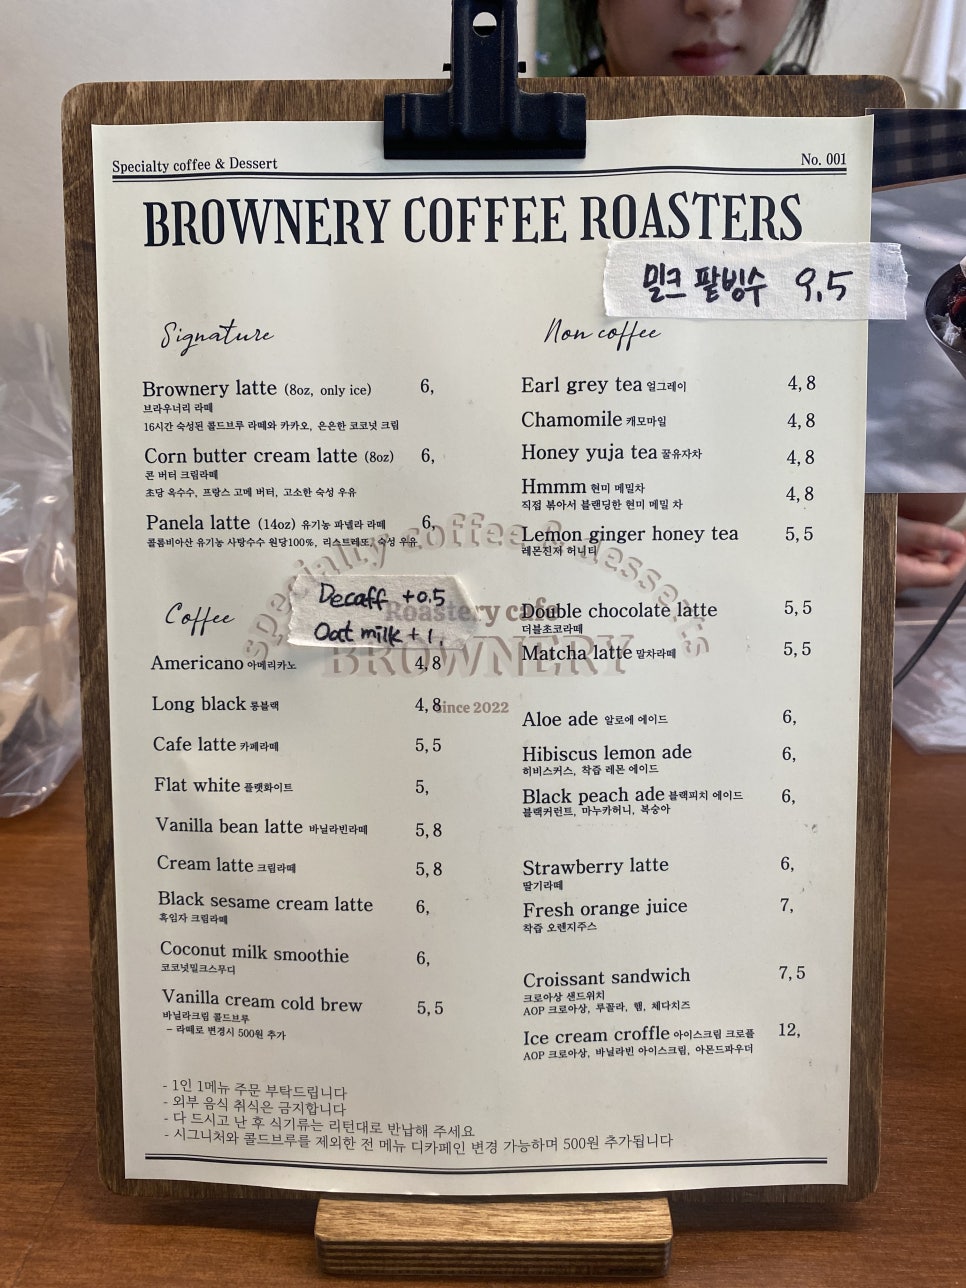 Specialty coffee & Dessert
No. 001
BROWNERY COFFEE ROASTERS
밀크 팥빙수 9.5
Signature
Brownery latte (8oz, only ice) 6,
브라우너리 라떼
16시간 숙성된 콜드브루 라떼와 카카오, 은은한 코코넛 크림
Corn butter cream latte (8oz) 6,
콘 버터 크림라떼
초당 옥수수, 프랑스 고메 버터, 고소한 숙성 우유
Panela latte (14oz) 유기농 파넬라 라떼 6,
콜롬비아산 유기농 사탕수수 원당100%, 리스트레또, 숙성 우유
Decaff +0.5
Oat milk +1.
Coffee
Americano 아메리카노 4,8
Long black 롱블랙 4,8
Cafe latte 카페라떼 5,5
Flat white 플랫화이트 5,
Vanilla bean latte 바닐라빈라떼 5,8
Cream latte 크림라떼 5,8
Black sesame cream latte 6,
흑임자 크림라떼
Coconut milk smoothie 6,
코코넛밀크스무디
Vanilla cream cold brew 5,5
바닐라크림 콜드브루
- 라떼로 변경시 500원 추가
Non coffee
Earl grey tea 얼그레이 4,8
Chamomile 캐모마일 4,8
Honey yuja tea 꿀유자차 4,8
Hmmm 현미 메밀차 4,8
직접 볶아서 블렌딩한 현미 메밀 차
Lemon ginger honey tea 5,5
레몬진저 허니티
Double chocolate latte 5,5
더블초코라떼
Matcha latte 말차라떼 5,5
Aloe ade 알로에 에이드 6,
Hibiscus lemon ade 6,
히비스커스, 착즙 레몬 에이드
Black peach ade 블랙피치 에이드 6,
블랙커런트, 마누카허니, 복숭아
Strawberry latte 6,
딸기라떼
Fresh orange juice 7,
착즙 오렌지주스
Croissant sandwich 7,5
크로아상 샌드위치
AOP 크로아상, 루꼴라, 햄, 체다치즈
Ice cream croffle 아이스크림 크로플 12,
AOP 크로아상, 바닐라빈 아이스크림, 아몬드파우더
specialty coffee & desserts
Roastery cafe
BROWNERY
since 2022
- 1인 1메뉴 주문 부탁드립니다
- 외부 음식 취식은 금지합니다
- 다 드시고 난 후 식기류는 리턴대로 반납해 주세요
- 시그니처와 콜드브루를 제외한 전 메뉴 디카페인 변경 가능하며 500원 추가됩니다